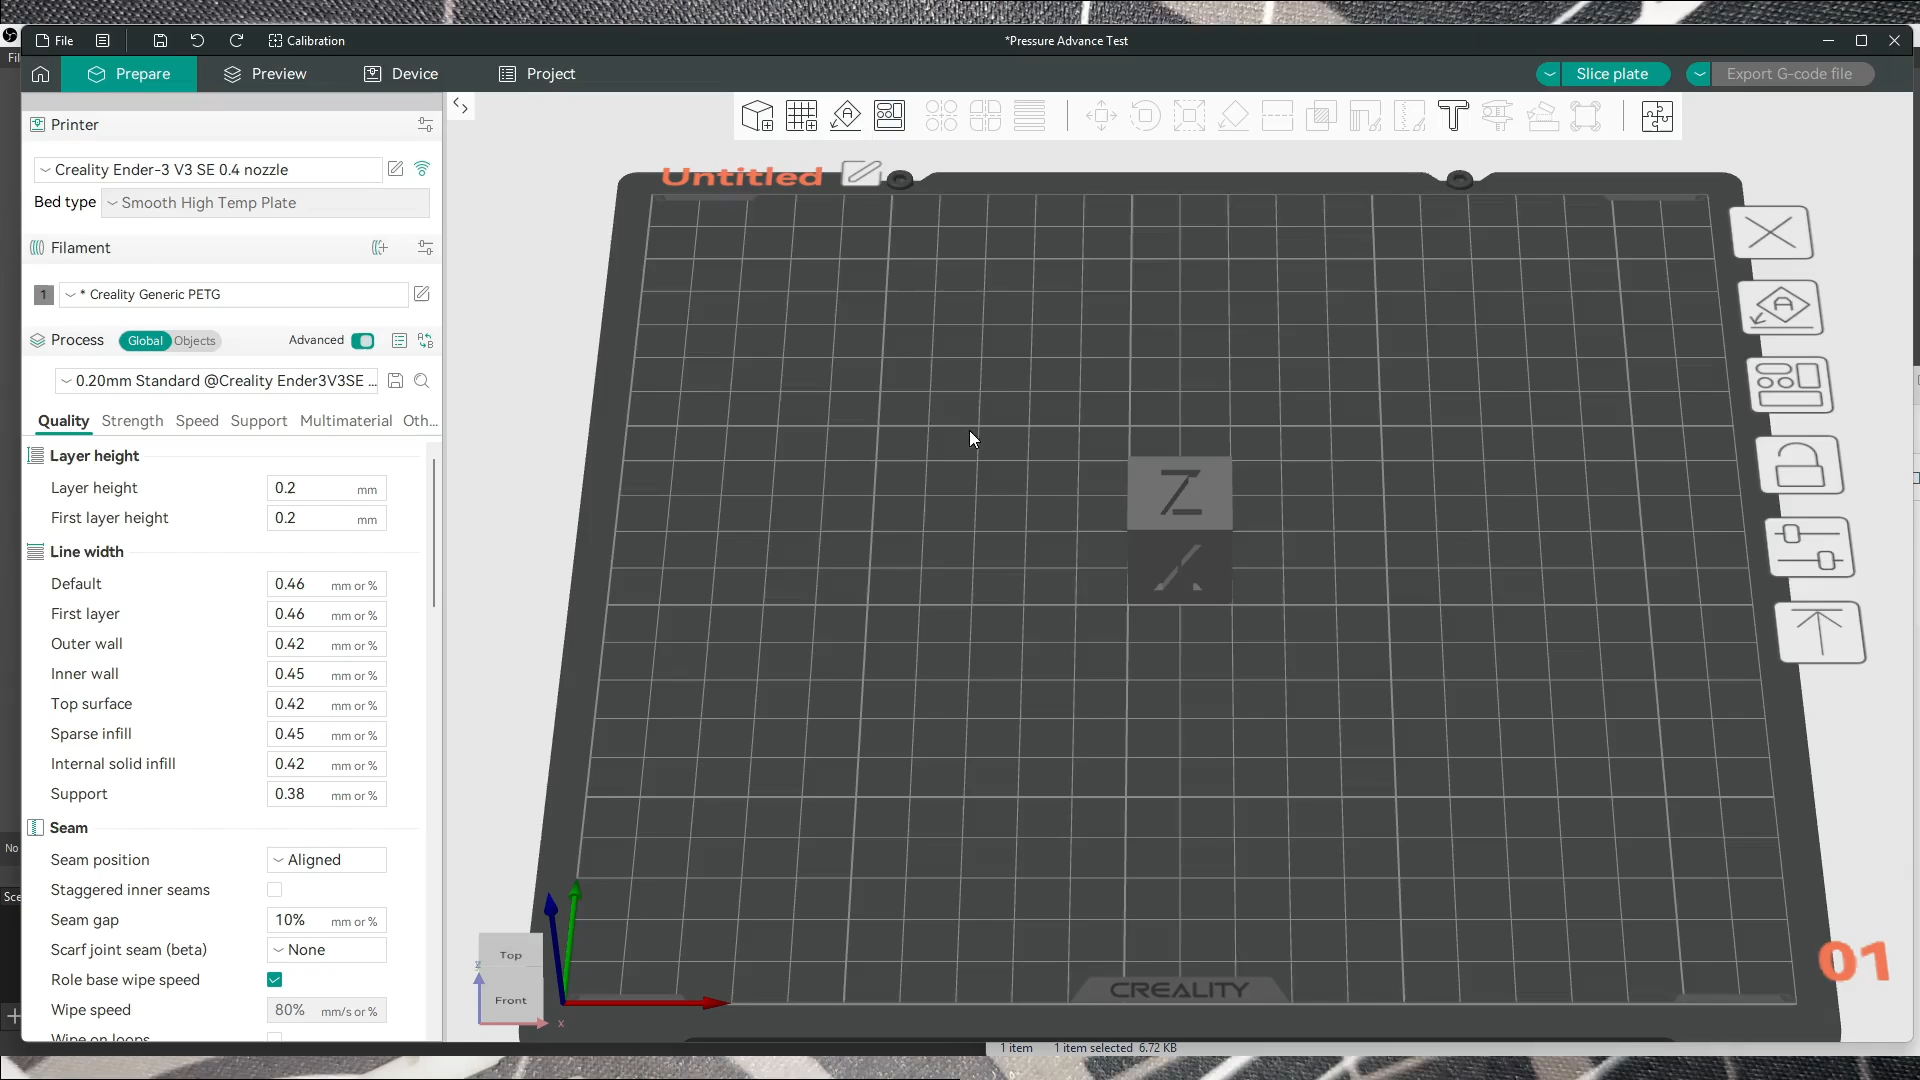 File
Calibration
*Pressure Advance Test
Fil
Prepare
Preview
Device
Project
Slice plate
Export G-code file
Printer
Creality Ender-3 V3 SE 0.4 nozzle
Bed type
Smooth High Temp Plate
Filament
1
* Creality Generic PETG
Process
Global
Objects
Advanced
0.20mm Standard @Creality Ender3V3SE ...
Quality
Strength
Speed
Support
Multimaterial
Oth...
Layer height
Layer height
0.2
mm
First layer height
0.2
mm
Line width
Default
0.46
mm or %
First layer
0.46
mm or %
Outer wall
0.42
mm or %
Inner wall
0.45
mm or %
Top surface
0.42
mm or %
Sparse infill
0.45
mm or %
Internal solid infill
0.42
mm or %
Support
0.38
mm or %
No
Seam
Seam position
Aligned
Sce
Staggered inner seams
Seam gap
10%
mm or %
Scarf joint seam (beta)
None
Role base wipe speed
Wipe speed
80%
mm/s or %
Wipe on loops
Untitled
Z
X
Top
Front
z
x
CREALITY
01
1 item
1 item selected 6.72 KB